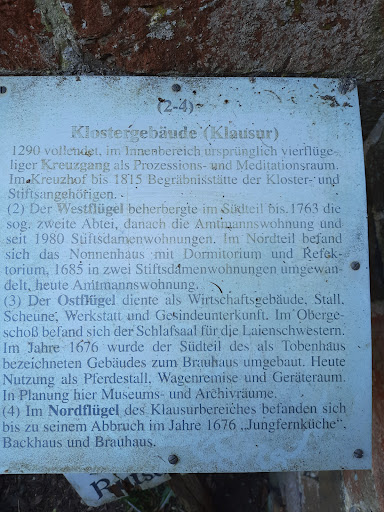 (2-4)
Klostergebäude (Klausur)
1290 vollendet, im Innenbereich ursprünglich vierflüge-
liger Kreuzgang als Prozessions- und Meditationsraum.
Im Kreuzhof bis 1815 Begräbnisstätte der Kloster- und
Stiftsangehörigen.
(2) Der Westflügel beherbergte im Südteil bis 1763 die
sog. zweite Abtei, danach die Amtmannswohnung und
seit 1980 Stiftsdamenwohnungen. Im Nordteil befand
sich das Nonnenhaus mit Dormitorium und Refek-
torium, 1685 in zwei Stiftsdamenwohnungen umgewan-
delt, heute Amtmannswohnung.
(3) Der Ostflügel diente als Wirtschaftsgebäude, Stall,
Scheune, Werkstatt und Gesindeunterkunft. Im Oberge-
schoß befand sich der Schlafsaal für die Laienschwestern.
Im Jahre 1676 wurde der Südteil des als Tobenhaus
bezeichneten Gebäudes zum Brauhaus umgebaut. Heute
Nutzung als Pferdestall, Wagenremise und Geräteraum.
In Planung hier Museums- und Archivräume.
(4) Im Nordflügel des Klausurbereiches befanden sich
bis zu seinem Abbruch im Jahre 1676 „Jungfernküche“,
Backhaus und Brauhaus.